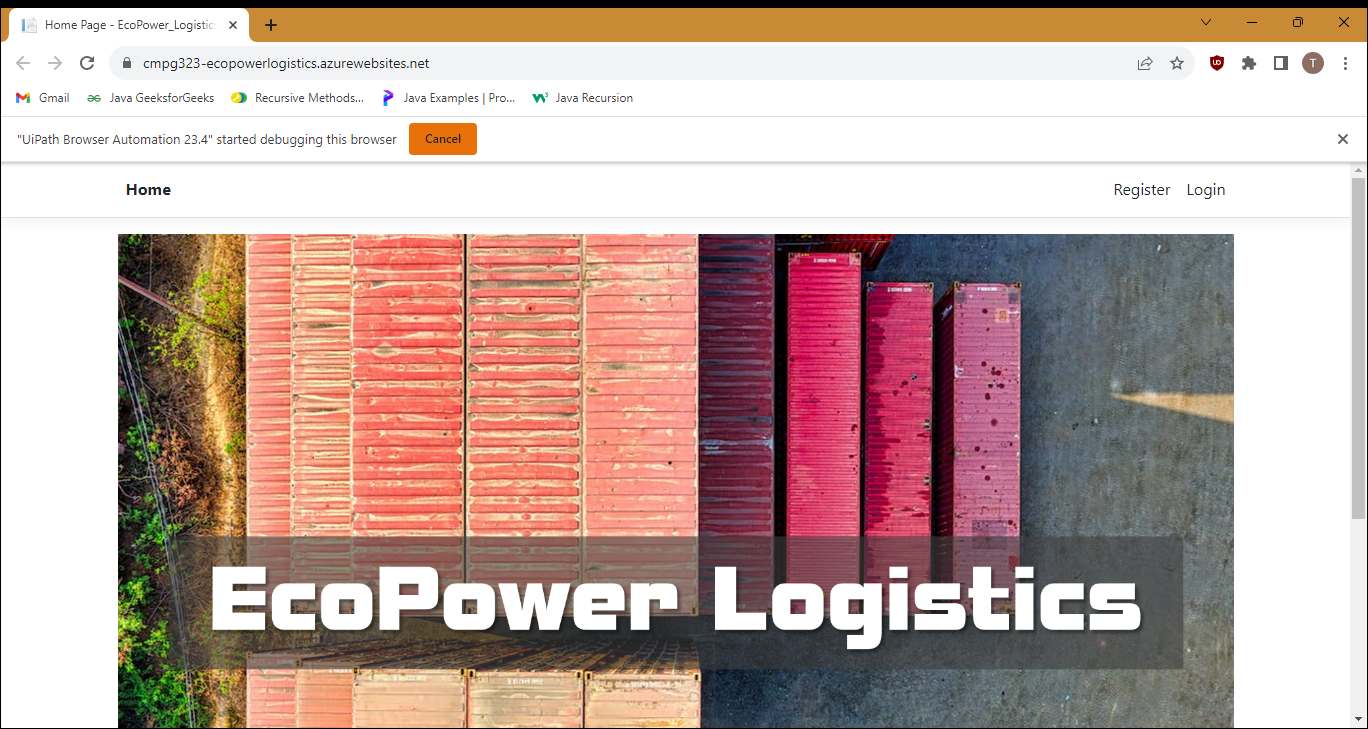 Home Page - EcoPower_Logistic
cmpg323-ecopowerlogistics.azurewebsites.net
T
Gmail
Java GeeksforGeeks
Recursive Methods...
Java Examples | Pro...
Java Recursion
"UiPath Browser Automation 23.4" started debugging this browser
Cancel
Home
Register
Login
EcoPower Logistics